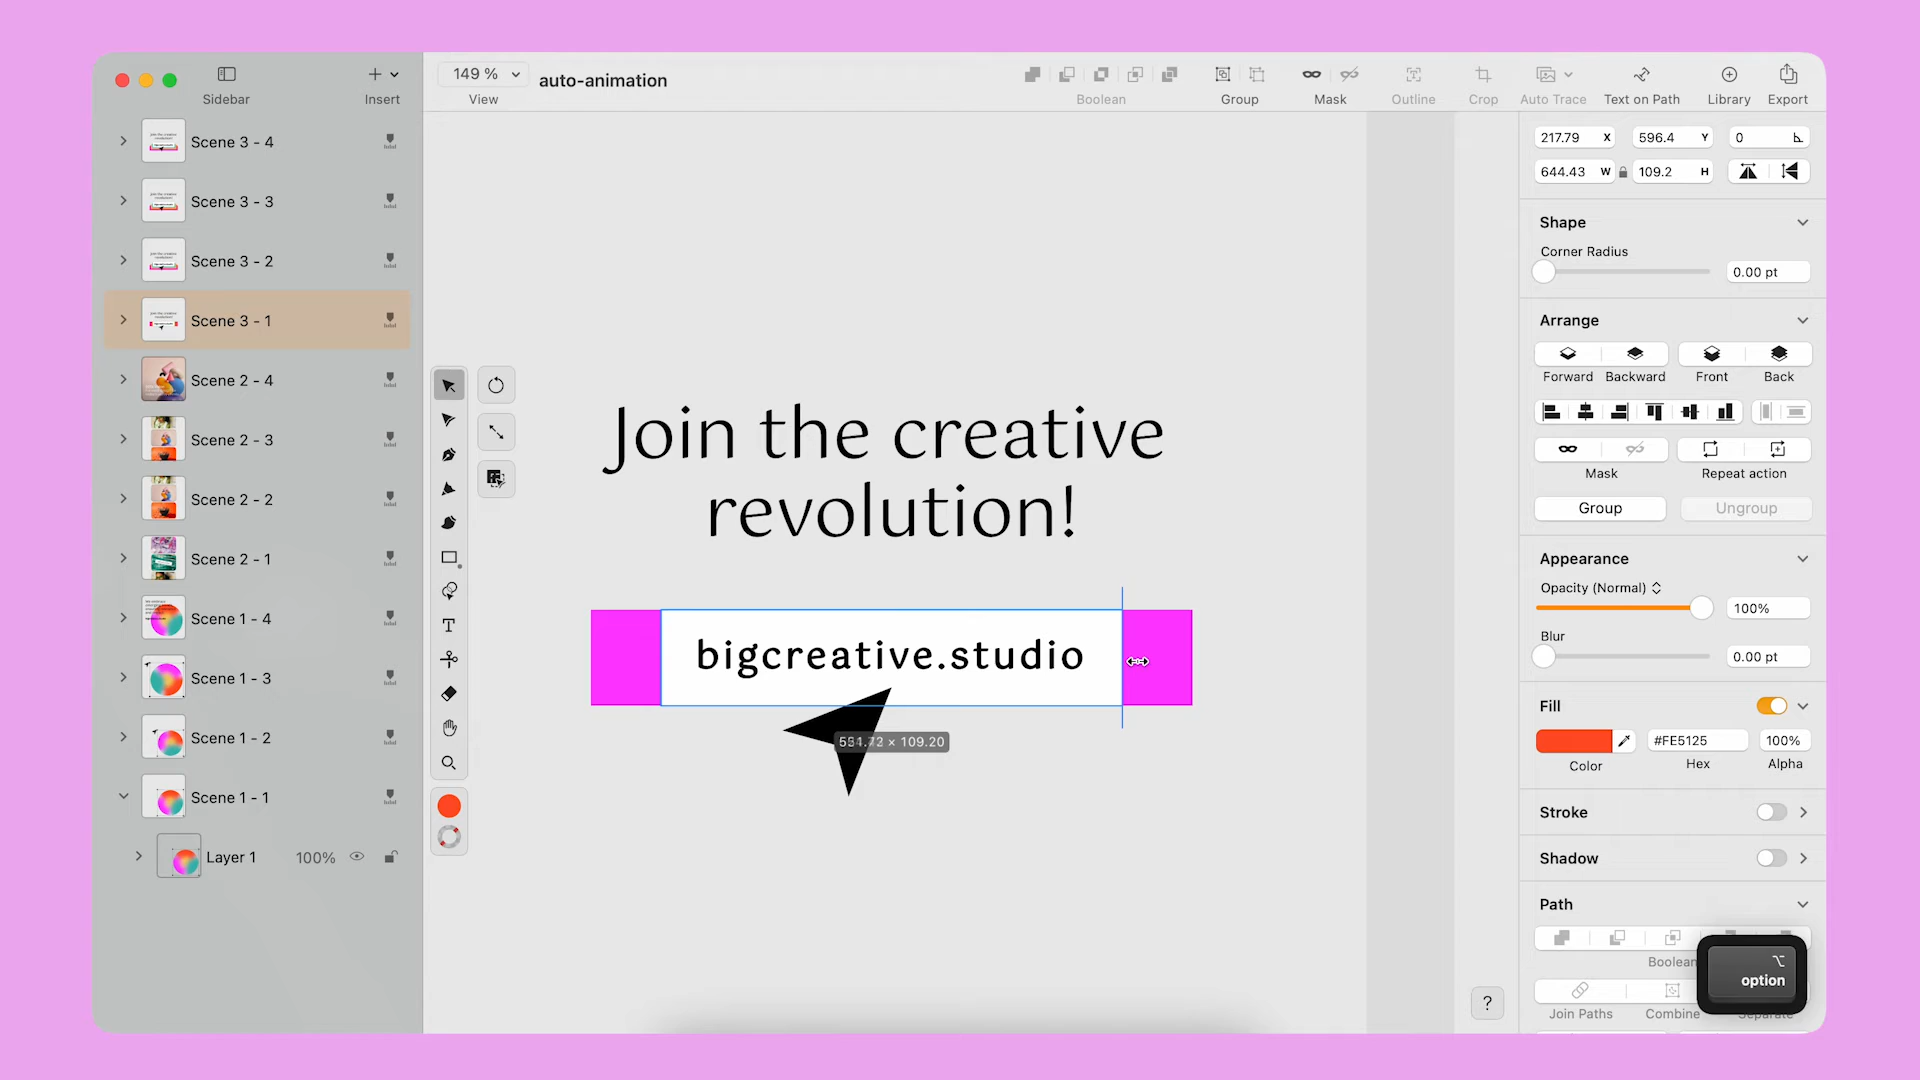 149 %
auto-animation
Sidebar
Insert
View
Boolean
Group
Mask
Outline
Crop
Auto Trace
Text on Path
Library
Export
Scene 3 - 4
Scene 3 - 3
Scene 3 - 2
Scene 3 - 1
Scene 2 - 4
Scene 2 - 3
Scene 2 - 2
Scene 2 - 1
Scene 1 - 4
Scene 1 - 3
Scene 1 - 2
Scene 1 - 1
Layer 1 100%
Join the creative
revolution!
bigcreative.studio
× 109.20
217.79 X 596.4 Y 0
644.43 W 109.2 H
Shape
Corner Radius
0.00 pt
Arrange
Forward Backward Front Back
Mask Repeat action
Group Ungroup
Appearance
Opacity (Normal)
100%
Blur
0.00 pt
Fill
#FE5125 100%
Color Hex Alpha
Stroke
Shadow
Path
Boolean
Join Paths Combine Separate
⌥
option
?